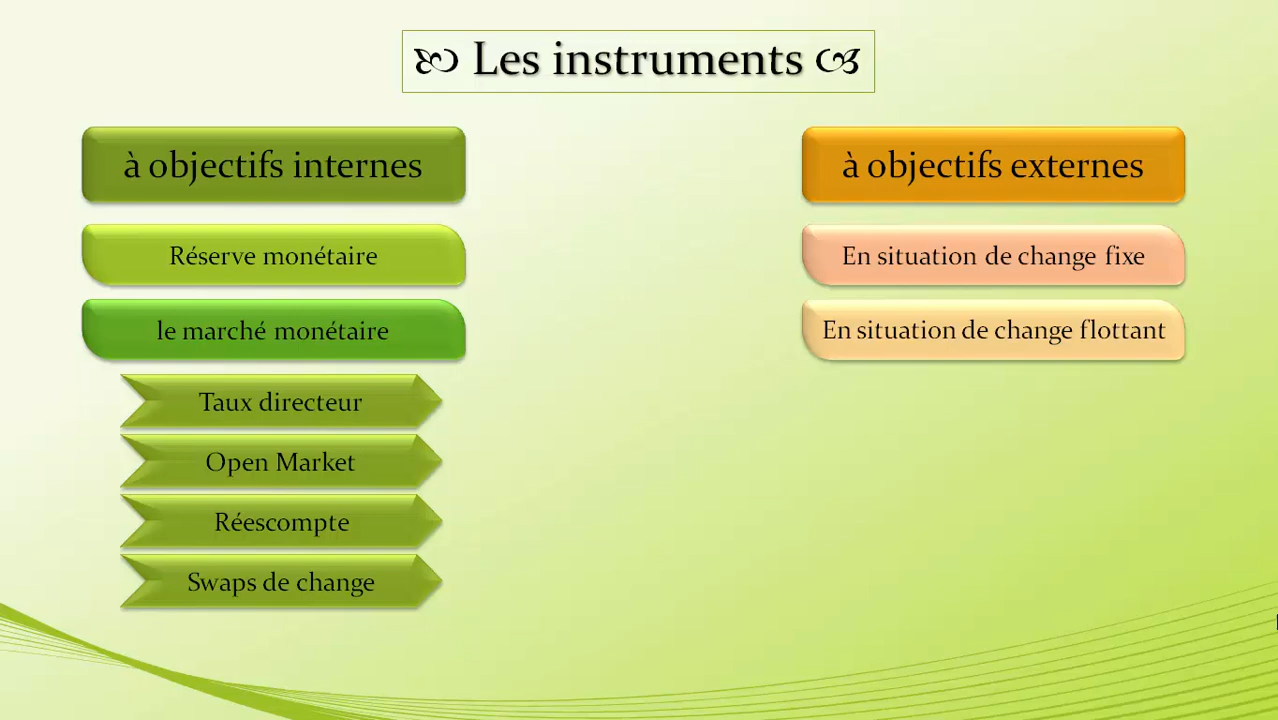 Les instruments
à objectifs internes
Réserve monétaire
le marché monétaire
Taux directeur
Open Market
Réescompte
Swaps de change
à objectifs externes
En situation de change fixe
En situation de change flottant